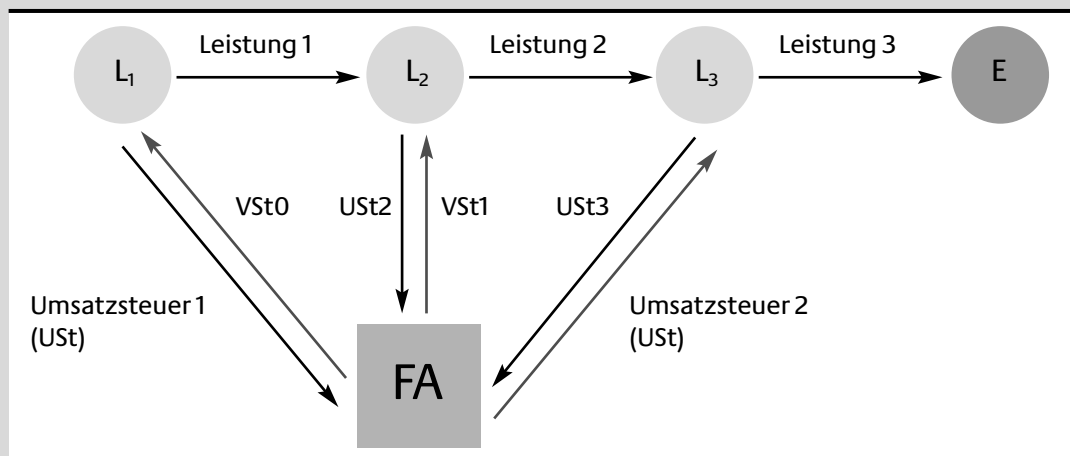 Leistung 1
Leistung 2
Leistung 3
L₁
L₂
L₃
E
VSt0
USt2
VSt1
USt3
Umsatzsteuer 1
(USt)
Umsatzsteuer 2
(USt)
FA